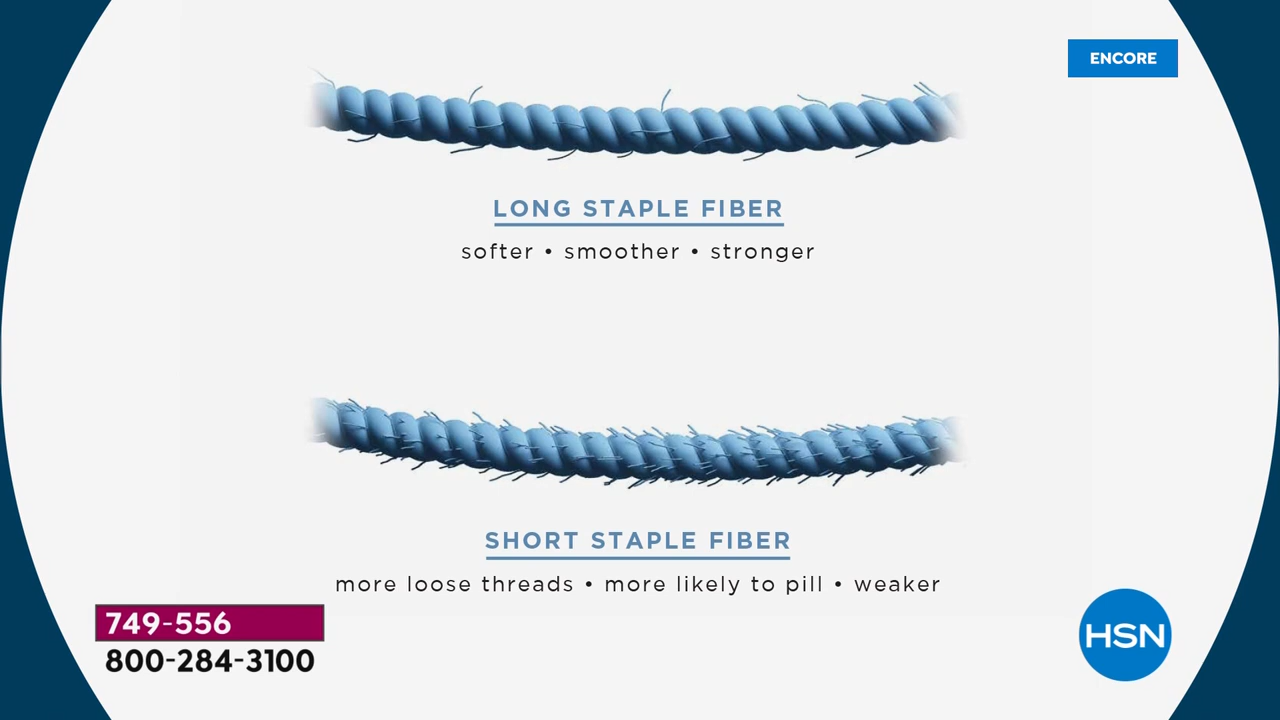 ENCORE
LONG STAPLE FIBER
softer • smoother • stronger
SHORT STAPLE FIBER
more loose threads • more likely to pill • weaker
749-556
800-284-3100
HSN